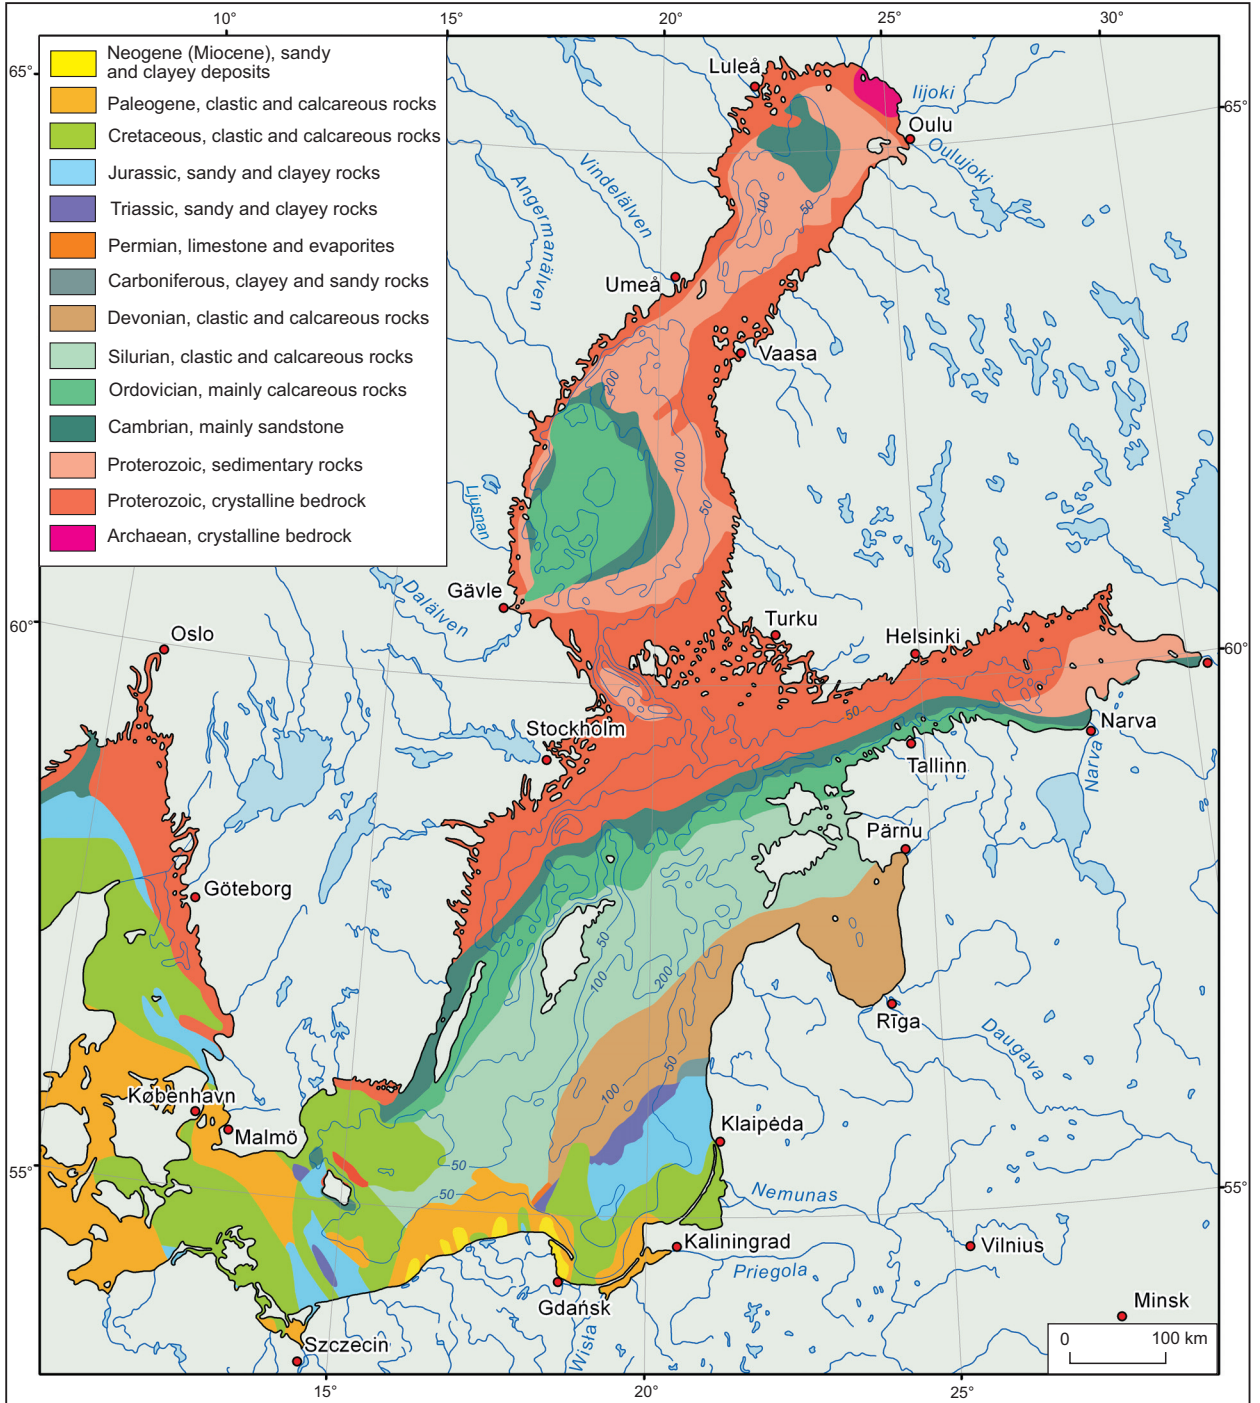 10°
15°
20°
25°
30°
65°
65°
60°
60°
55°
55°
15°
20°
25°
Neogene (Miocene), sandy
and clayey deposits
Paleogene, clastic and calcareous rocks
Cretaceous, clastic and calcareous rocks
Jurassic, sandy and clayey rocks
Triassic, sandy and clayey rocks
Permian, limestone and evaporites
Carboniferous, clayey and sandy rocks
Devonian, clastic and calcareous rocks
Silurian, clastic and calcareous rocks
Ordovician, mainly calcareous rocks
Cambrian, mainly sandstone
Proterozoic, sedimentary rocks
Proterozoic, crystalline bedrock
Archaean, crystalline bedrock
Luleå
Iijoki
Oulu
Oulujoki
Vindelälven
Angermanälven
100
50
Umeå
Vaasa
200
100
50
Ljusnan
Gävle
Dalälven
Oslo
Turku
Helsinki
50
Stockholm
Narva
Narva
Tallinn
Pärnu
Göteborg
50
100
200
Rīga
Daugava
50
100
København
Malmö
Klaipėda
50
50
Nemunas
Kaliningrad
Priegola
Vilnius
Gdańsk
Wisła
Szczecin
Minsk
0 100 km